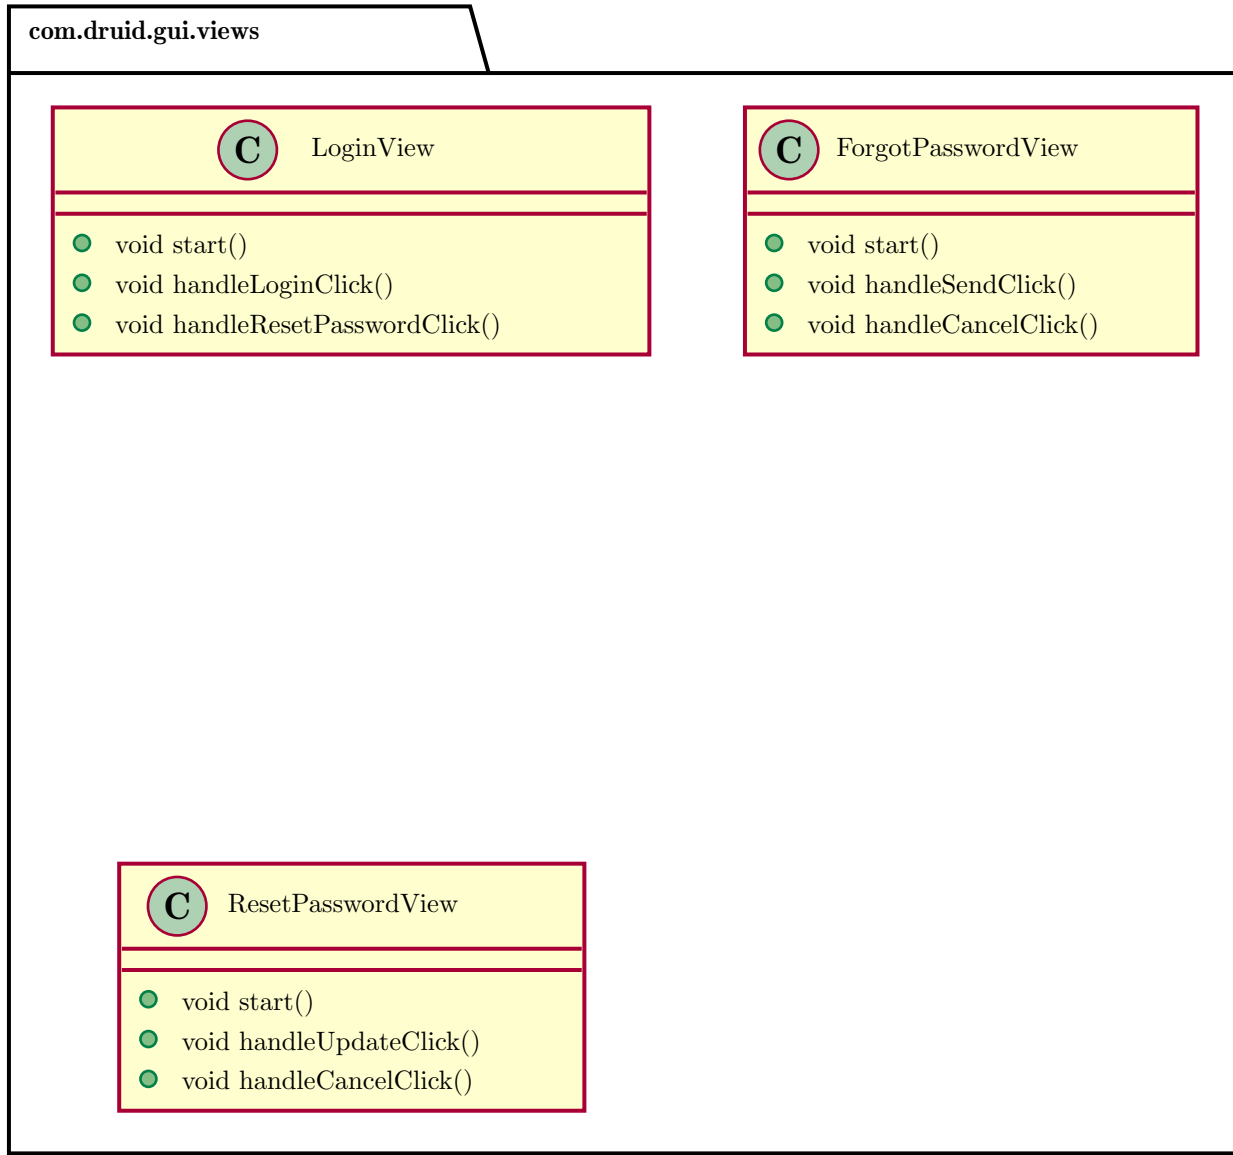 com.druid.gui.views
C LoginView
void start()
void handleLoginClick()
void handleResetPasswordClick()
C ForgotPasswordView
void start()
void handleSendClick()
void handleCancelClick()
C ResetPasswordView
void start()
void handleUpdateClick()
void handleCancelClick()